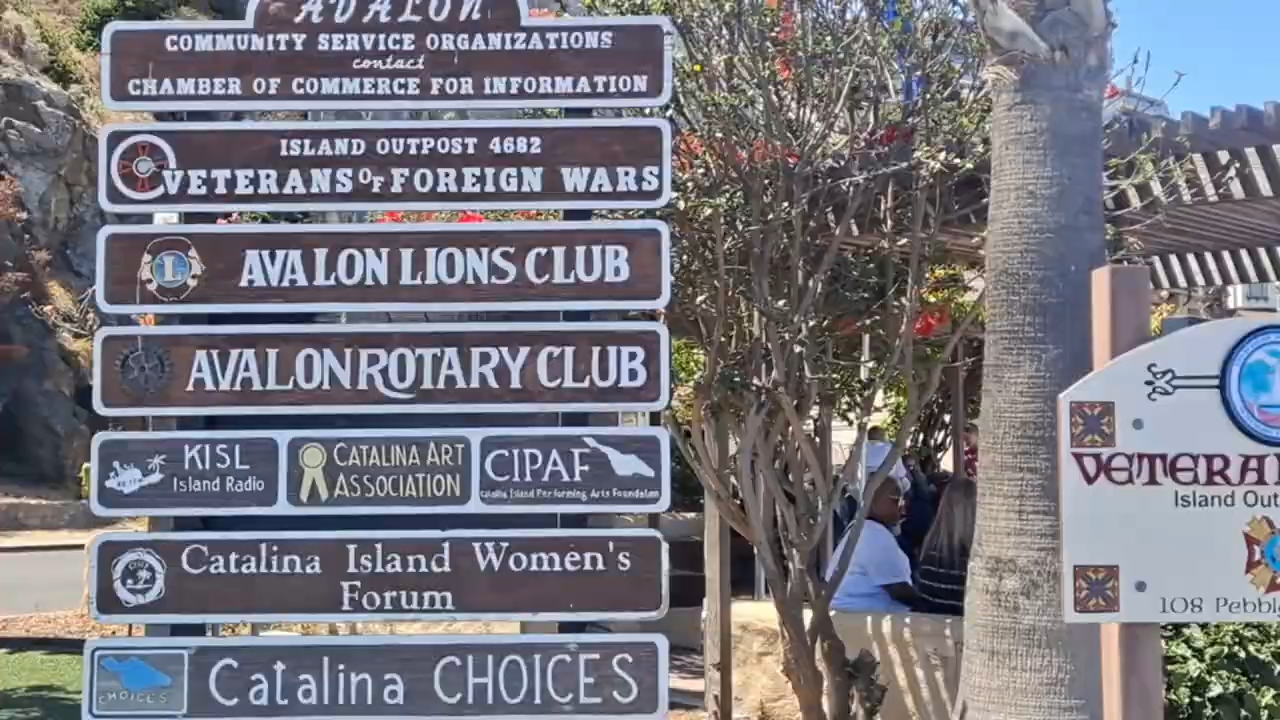 AVALON
COMMUNITY SERVICE ORGANIZATIONS
contact
CHAMBER OF COMMERCE FOR INFORMATION
ISLAND OUTPOST 4682
VETERANS OF FOREIGN WARS
L
AVALON LIONS CLUB
AVALON ROTARY CLUB
KISL
Island Radio
CATALINA ART
ASSOCIATION
CIPAF
Catalina Island Performing Arts Foundation
Catalina Island Women's
Forum
CHOICES
Catalina CHOICES
VETERA
Island Out
108 Pebbl